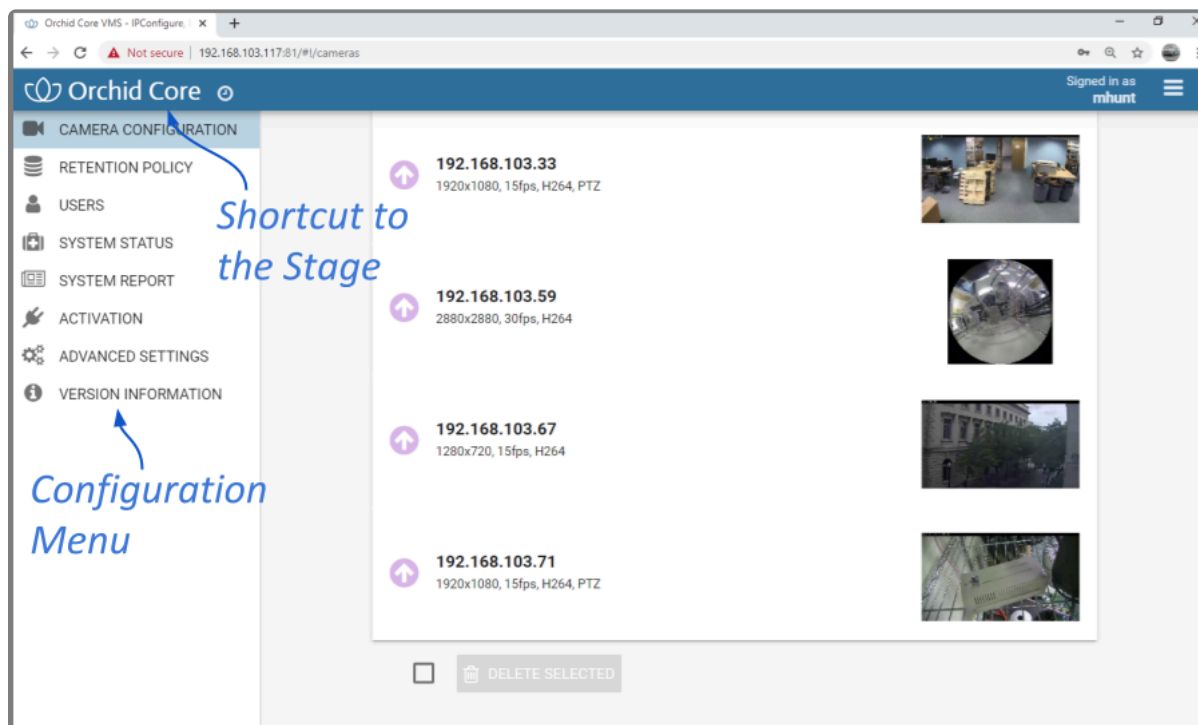 Orchid Core VMS - IPConfigure,
Not secure | 192.168.103.117:81/#!/cameras
Orchid Core
Signed in as
mhunt
CAMERA CONFIGURATION
RETENTION POLICY
USERS
SYSTEM STATUS
SYSTEM REPORT
ACTIVATION
ADVANCED SETTINGS
VERSION INFORMATION
Shortcut to
the Stage
Configuration
Menu
192.168.103.33
1920x1080, 15fps, H264, PTZ
192.168.103.59
2880x2880, 30fps, H264
192.168.103.67
1280x720, 15fps, H264
192.168.103.71
1920x1080, 15fps, H264, PTZ
DELETE SELECTED